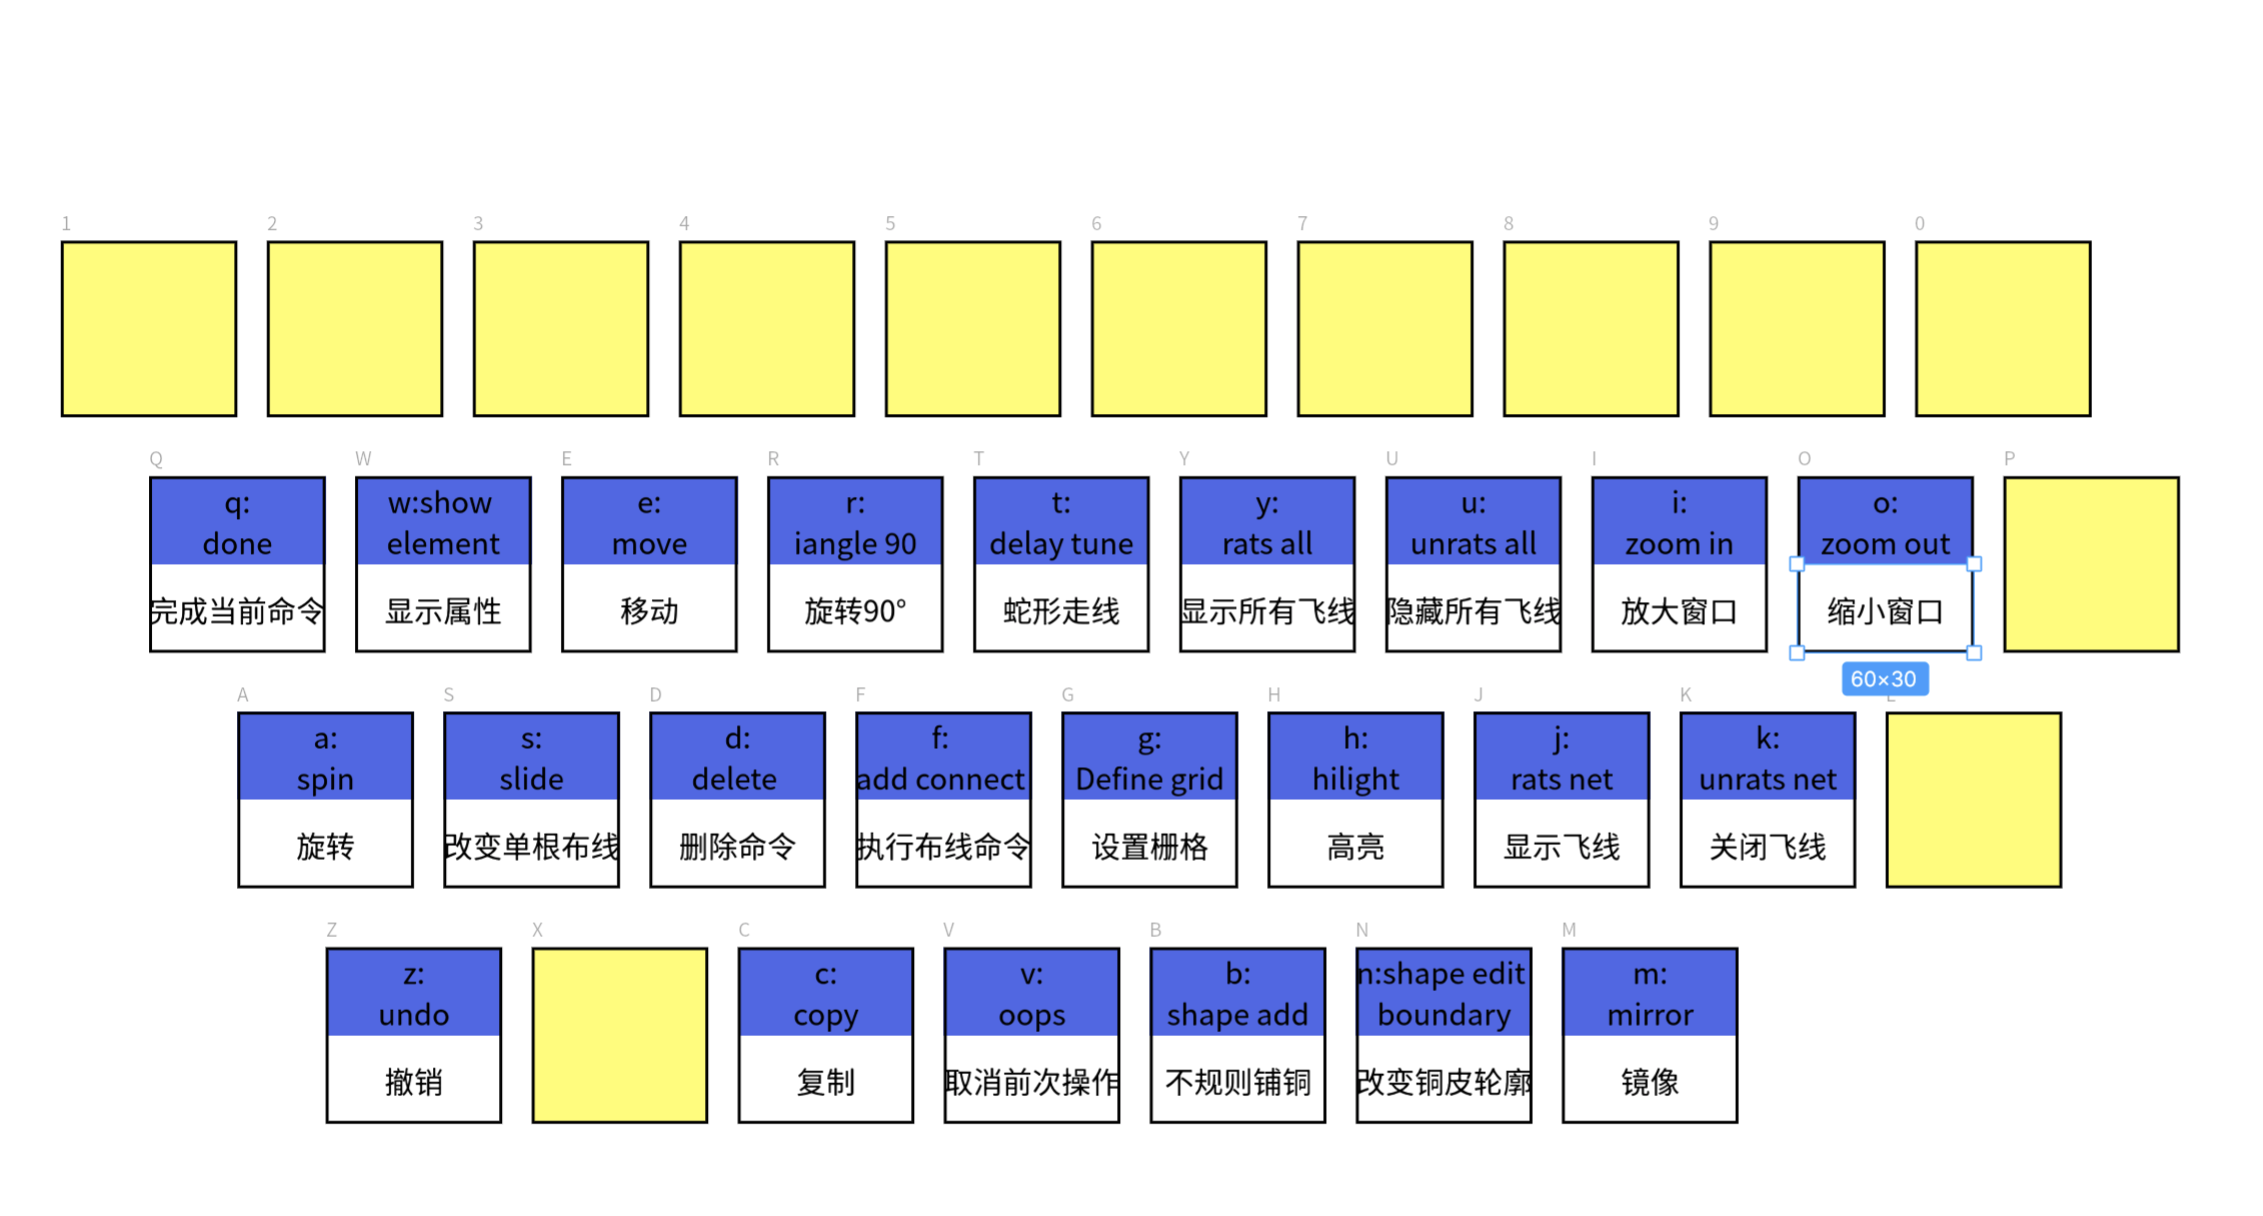 1 2 3 4 5 6 7 8 9 0
Q W E R T Y U I O P
q: w:show e: r: t: y: u: i: o:
done element move iangle 90 delay tune rats all unrats all zoom in zoom out
完成当前命令 显示属性 移动 旋转90° 蛇形走线 显示所有飞线 隐藏所有飞线 放大窗口 缩小窗口
60×30
A S D F G H J K L
a: s: d: f: g: h: j: k:
spin slide delete add connect Define grid hilight rats net unrats net
旋转 改变单根布线 删除命令 执行布线命令 设置栅格 高亮 显示飞线 关闭飞线
Z X C V B N M
z: c: v: b: n:shape edit m:
undo copy oops shape add boundary mirror
撤销 复制 取消前次操作 不规则铺铜 改变铜皮轮廓 镜像